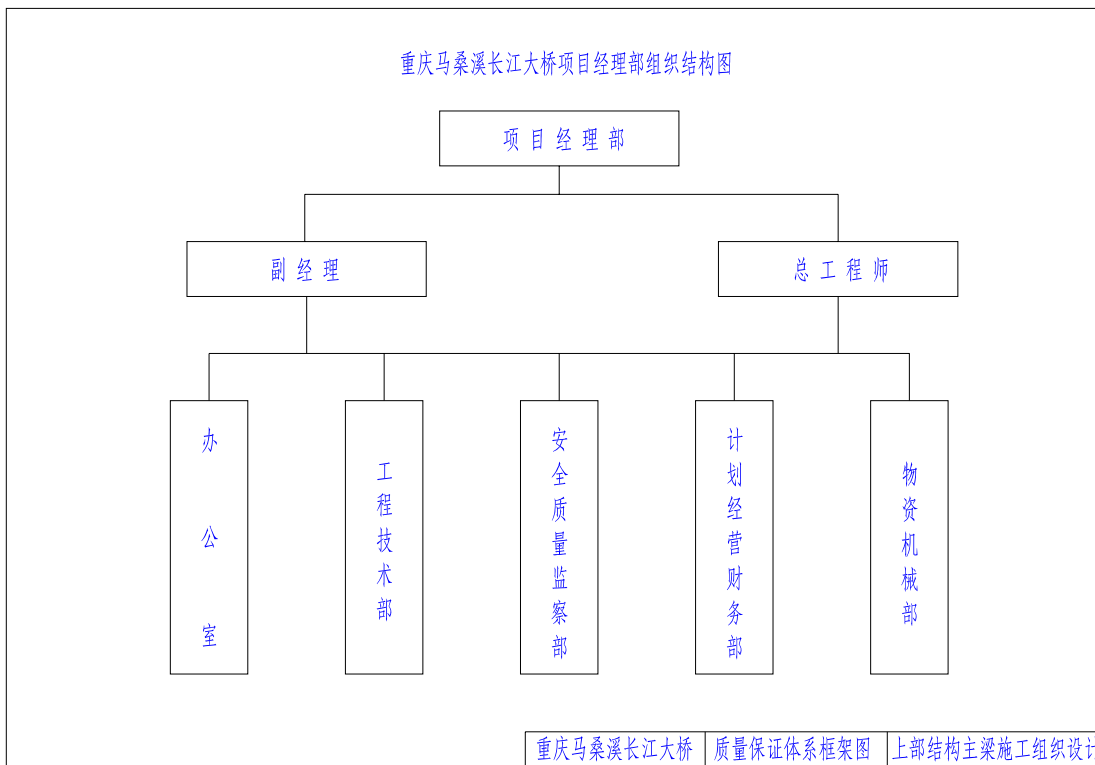 重庆马桑溪长江大桥项目经理部组织结构图
项目经理部
副经理
总工程师
办公室
工程技术部
安全质量监察部
计划经营财务部
物资机械部
重庆马桑溪长江大桥
质量保证体系框架图
上部结构主梁施工组织设计